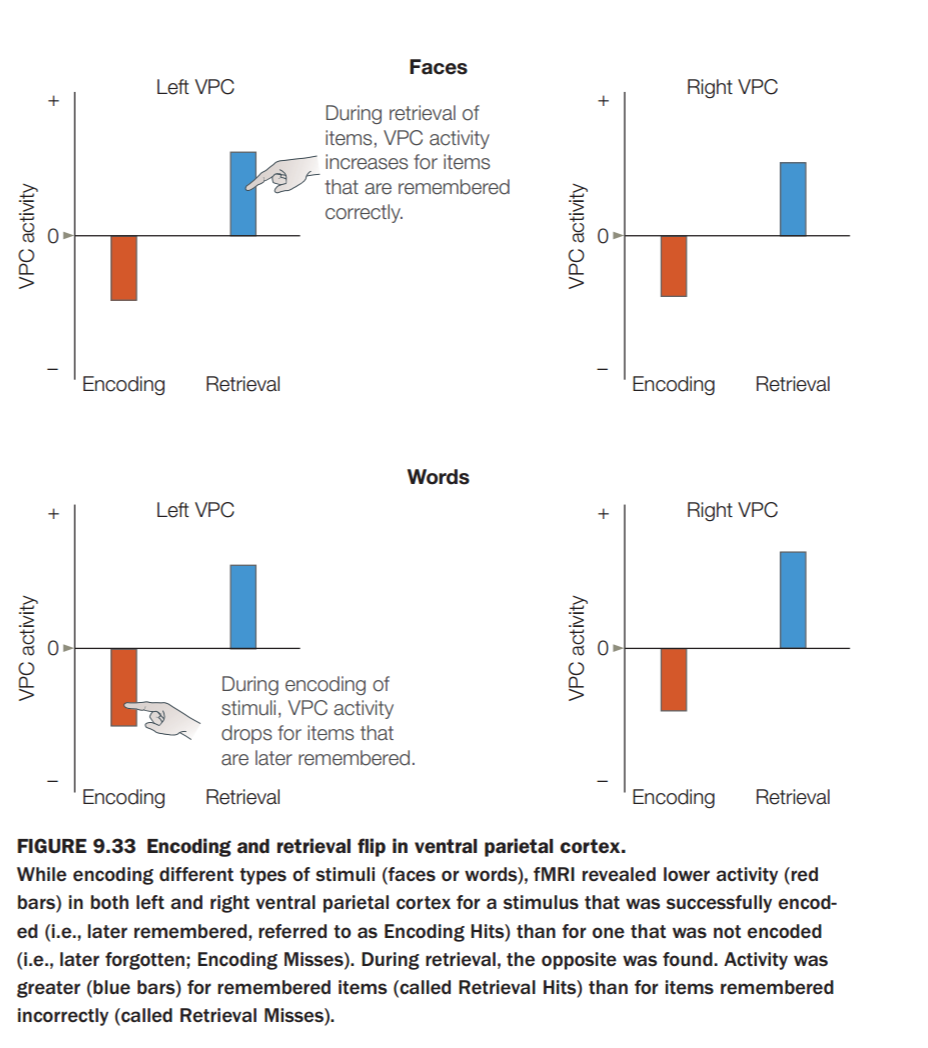 Faces
Left VPC
+
VPC activity
0
–
Encoding Retrieval
During retrieval of
items, VPC activity
increases for items
that are remembered
correctly.
Right VPC
+
VPC activity
0
–
Encoding Retrieval
Words
Left VPC
+
VPC activity
0
–
Encoding Retrieval
During encoding of
stimuli, VPC activity
drops for items that
are later remembered.
Right VPC
+
VPC activity
0
–
Encoding Retrieval
FIGURE 9.33 Encoding and retrieval flip in ventral parietal cortex.
While encoding different types of stimuli (faces or words), fMRI revealed lower activity (red
bars) in both left and right ventral parietal cortex for a stimulus that was successfully encod-
ed (i.e., later remembered, referred to as Encoding Hits) than for one that was not encoded
(i.e., later forgotten; Encoding Misses). During retrieval, the opposite was found. Activity was
greater (blue bars) for remembered items (called Retrieval Hits) than for items remembered
incorrectly (called Retrieval Misses).